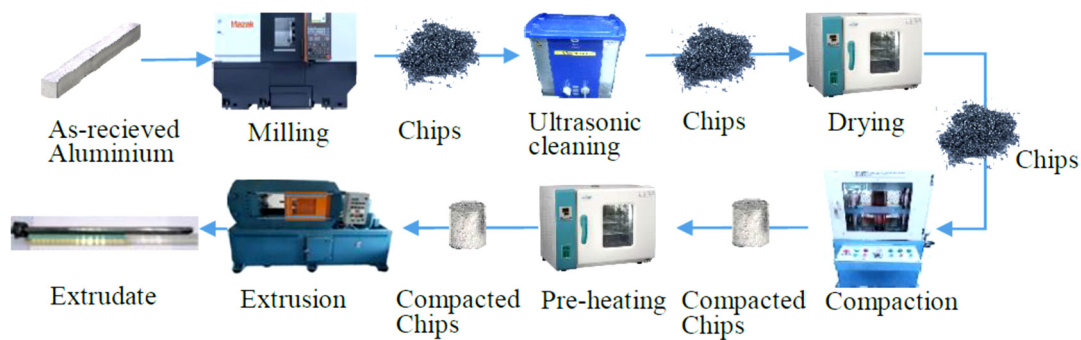 Mazak
As-recieved
Aluminium
Milling
Chips
Ultrasonic
cleaning
Chips
Drying
Chips
Extrudate
Extrusion
Compacted
Chips
Pre-heating
Compacted
Chips
Compaction